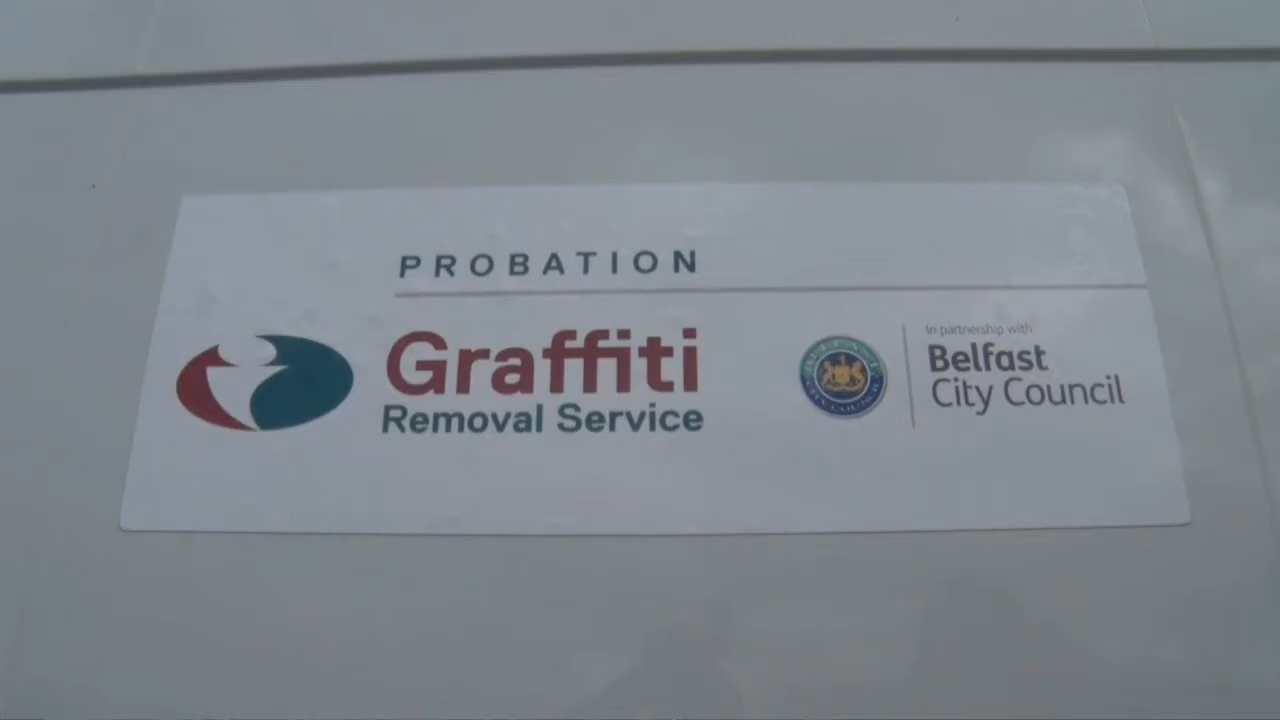 PROBATION
Graffiti
Removal Service
In partnership with
Belfast
City Council